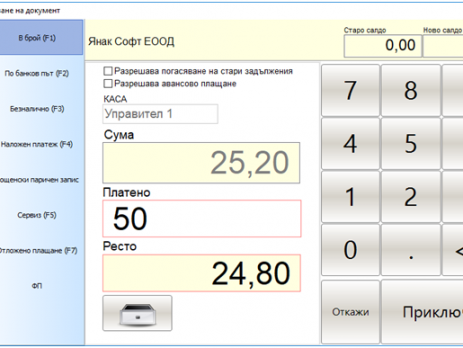 ане на документ
В брой (F1)
По банков път (F2)
Безналично (F3)
Наложен платеж (F4)
ощенски паричен запис
Сервиз (F5)
Отложено плащане (F7)
ФП
Янак Софт ЕООД
Старо салдо
Ново салдо
0,00
Разрешава погасяване на стари задължения
Разрешава авансово плащане
КАСА
Управител 1
Сума
25,20
Платено
50
Ресто
24,80
7 8
4 5
1 2
0 . <
Откажи
Приключ